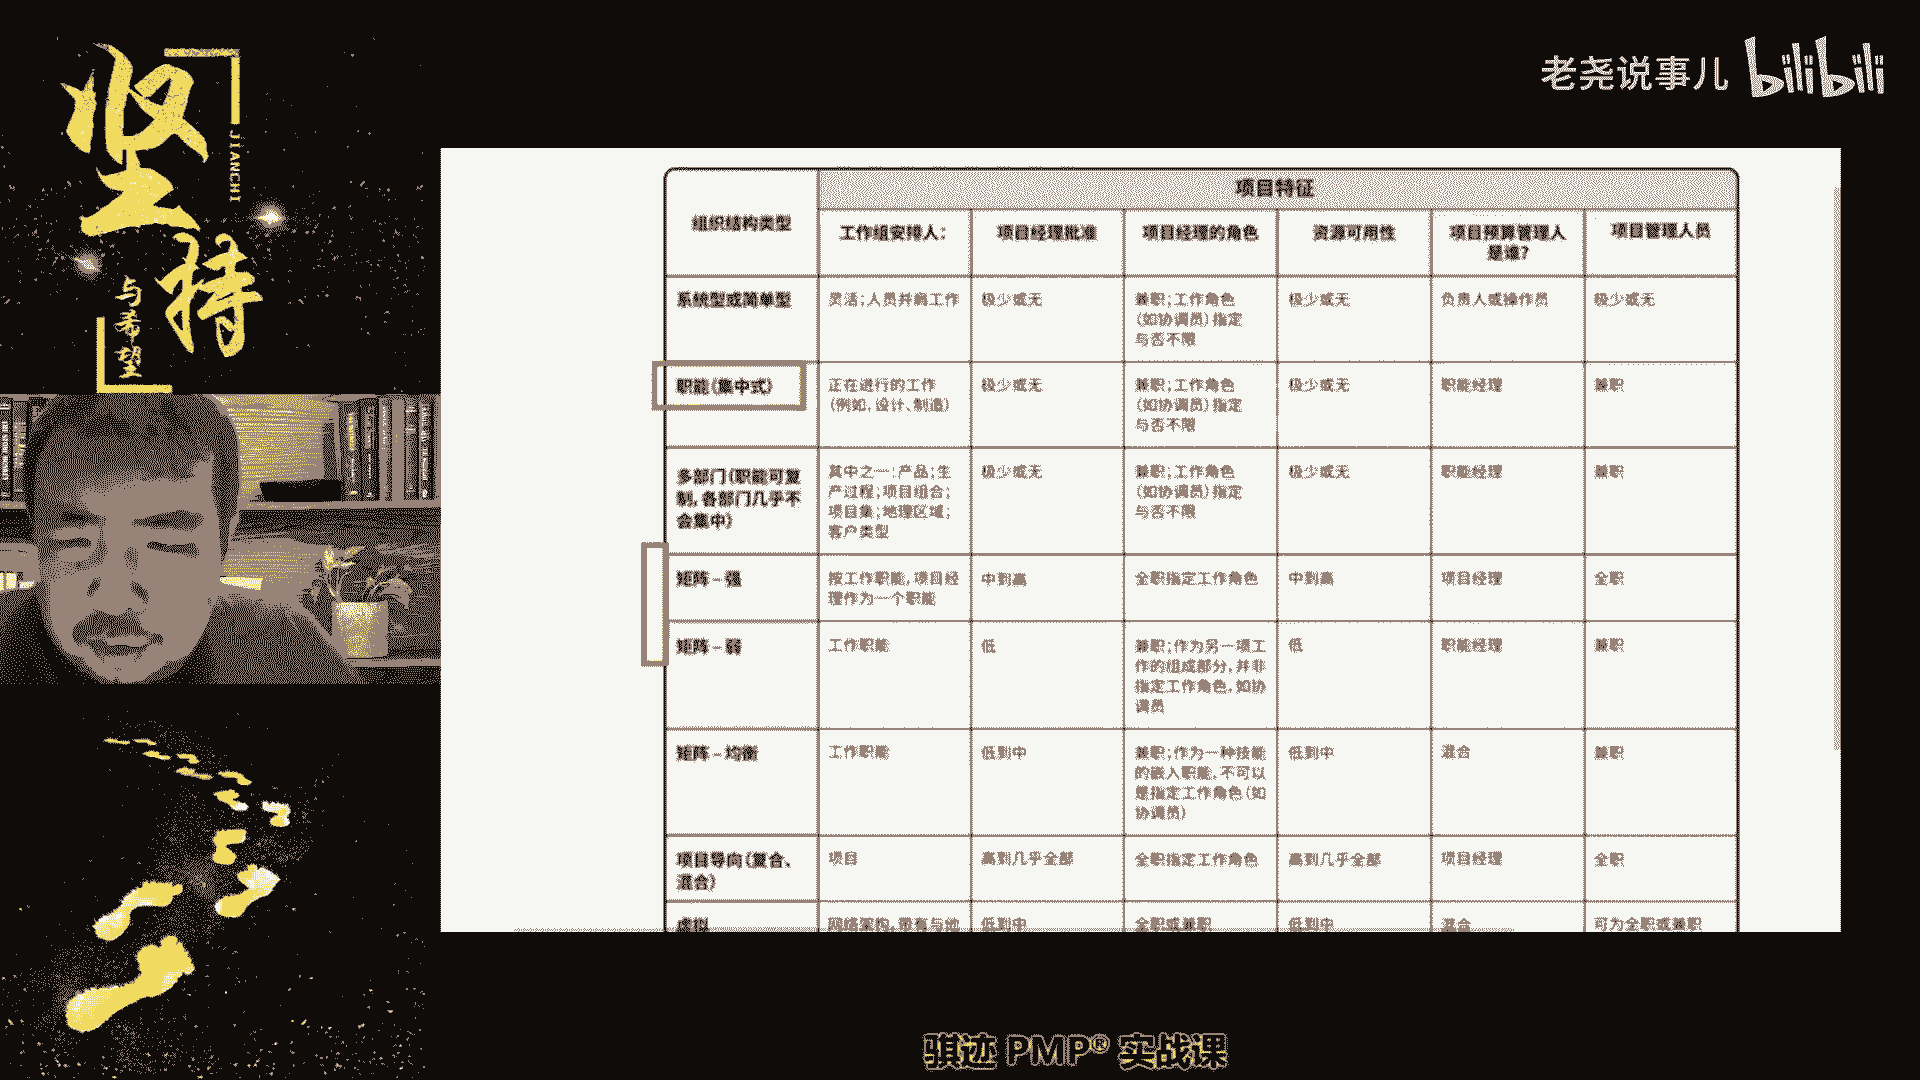 坚持
JIANCHI
与希望
老尧说事儿 bilibili
项目特征
组织结构类型
工作组安排人：
项目经理批准
项目经理的角色
资源可用性
项目预算管理人
是谁？
项目管理人员
系统型或简单型
灵活；人员并肩工作
极少或无
兼职；工作角色
（如协调员）指定
与否不限
极少或无
负责人或操作员
极少或无
职能（集中式）
正在进行的工作
（例如，设计、制造）
极少或无
兼职；工作角色
（如协调员）指定
与否不限
极少或无
职能经理
兼职
多部门（职能可复
制，各部门几乎不
会集中）
其中之一：产品；生
产过程；项目组合；
项目集；地理区域；
客户类型
极少或无
兼职；工作角色
（如协调员）指定
与否不限
极少或无
职能经理
兼职
矩阵 – 强
按工作职能，项目经
理作为一个职能
中到高
全职指定工作角色
中到高
项目经理
全职
矩阵 – 弱
工作职能
低
兼职；作为另一项工
作的组成部分，并非
指定工作角色，如协
调员
低
职能经理
兼职
矩阵 – 均衡
工作职能
低到中
兼职；作为一种技能
的嵌入职能，不可以
是指定工作角色（如
协调员）
低到中
混合
兼职
项目导向（复合、
混合）
项目
高到几乎全部
全职指定工作角色
高到几乎全部
项目经理
全职
虚拟
网络架构，带有与他
低到中
全职或兼职
低到中
混合
可为全职或兼职
骐迹 PMP® 实战课